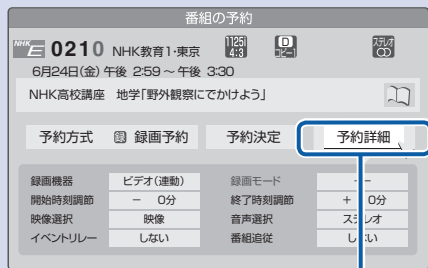 番組の予約
NHK E 0210 NHK教育1・東京 1125i 4:3 D コピー1 ステレオ
6月24日(金) 午後 2:59 ~ 午後 3:30
NHK高校講座 地学「野外観察にでかけよう」
予約方式 録画予約 予約決定 予約詳細
録画機器 ビデオ(連動) 録画モード
開始時刻調節 － 0分 終了時刻調節 ＋ 0分
映像選択 映像 音声選択 ステレオ
イベントリレー しない 番組追従 しない